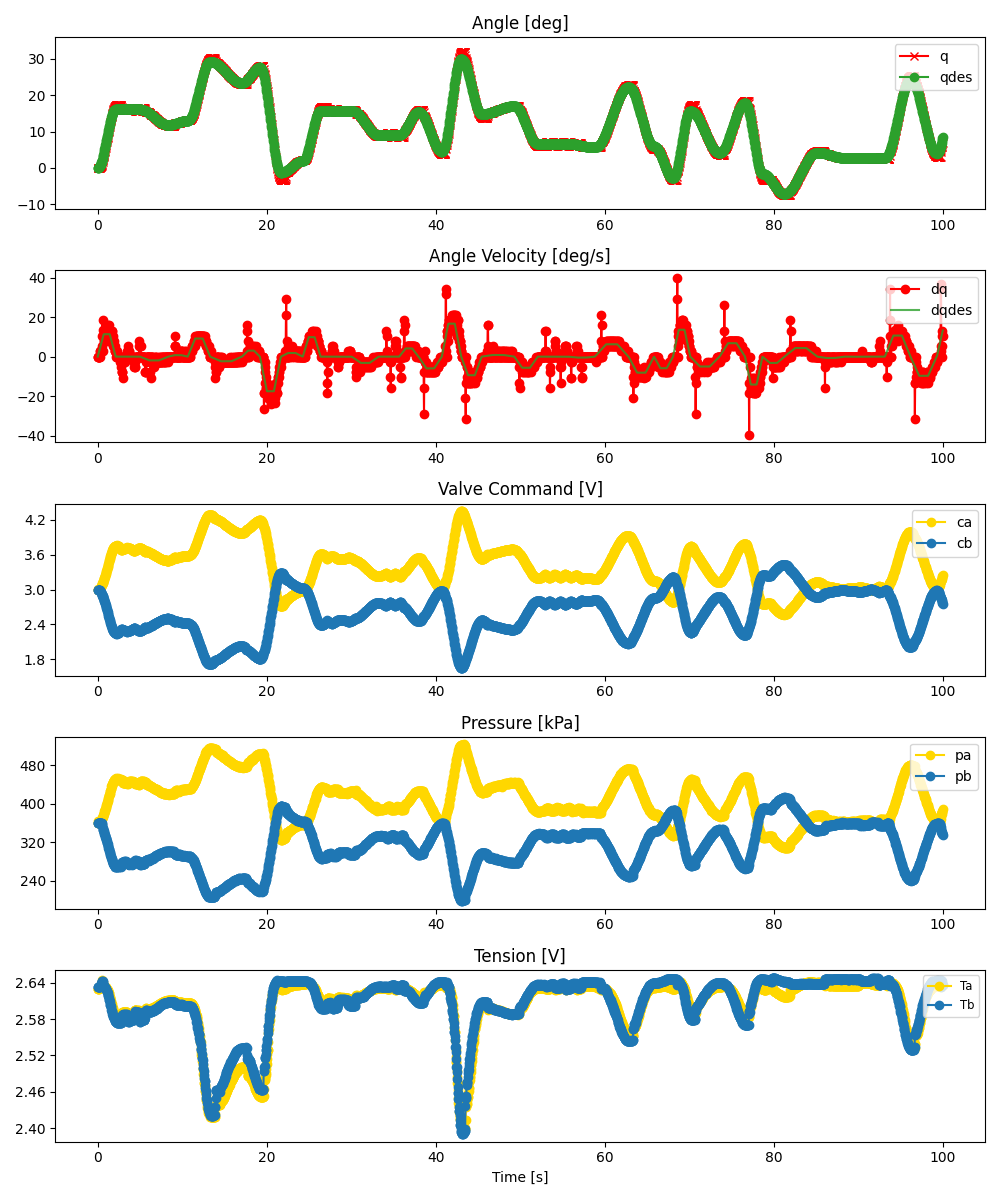 Angle [deg]
30
20
10
0
−10
q
qdes
0 20 40 60 80 100
Angle Velocity [deg/s]
40
20
0
−20
−40
dq
dqdes
0 20 40 60 80 100
Valve Command [V]
4.2
3.6
3.0
2.4
1.8
ca
cb
0 20 40 60 80 100
Pressure [kPa]
480
400
320
240
pa
pb
0 20 40 60 80 100
Tension [V]
2.64
2.58
2.52
2.46
2.40
Ta
Tb
0 20 40 60 80 100
Time [s]